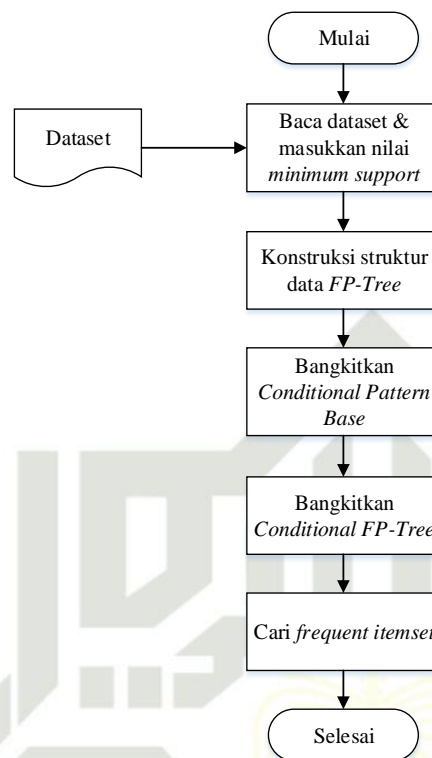 Mulai
Dataset
Baca dataset &
masukkan nilai
minimum support
Konstruksi struktur
data FP-Tree
Bangkitkan
Conditional Pattern
Base
Bangkitkan
Conditional FP-Tree
Cari frequent itemset
Selesai